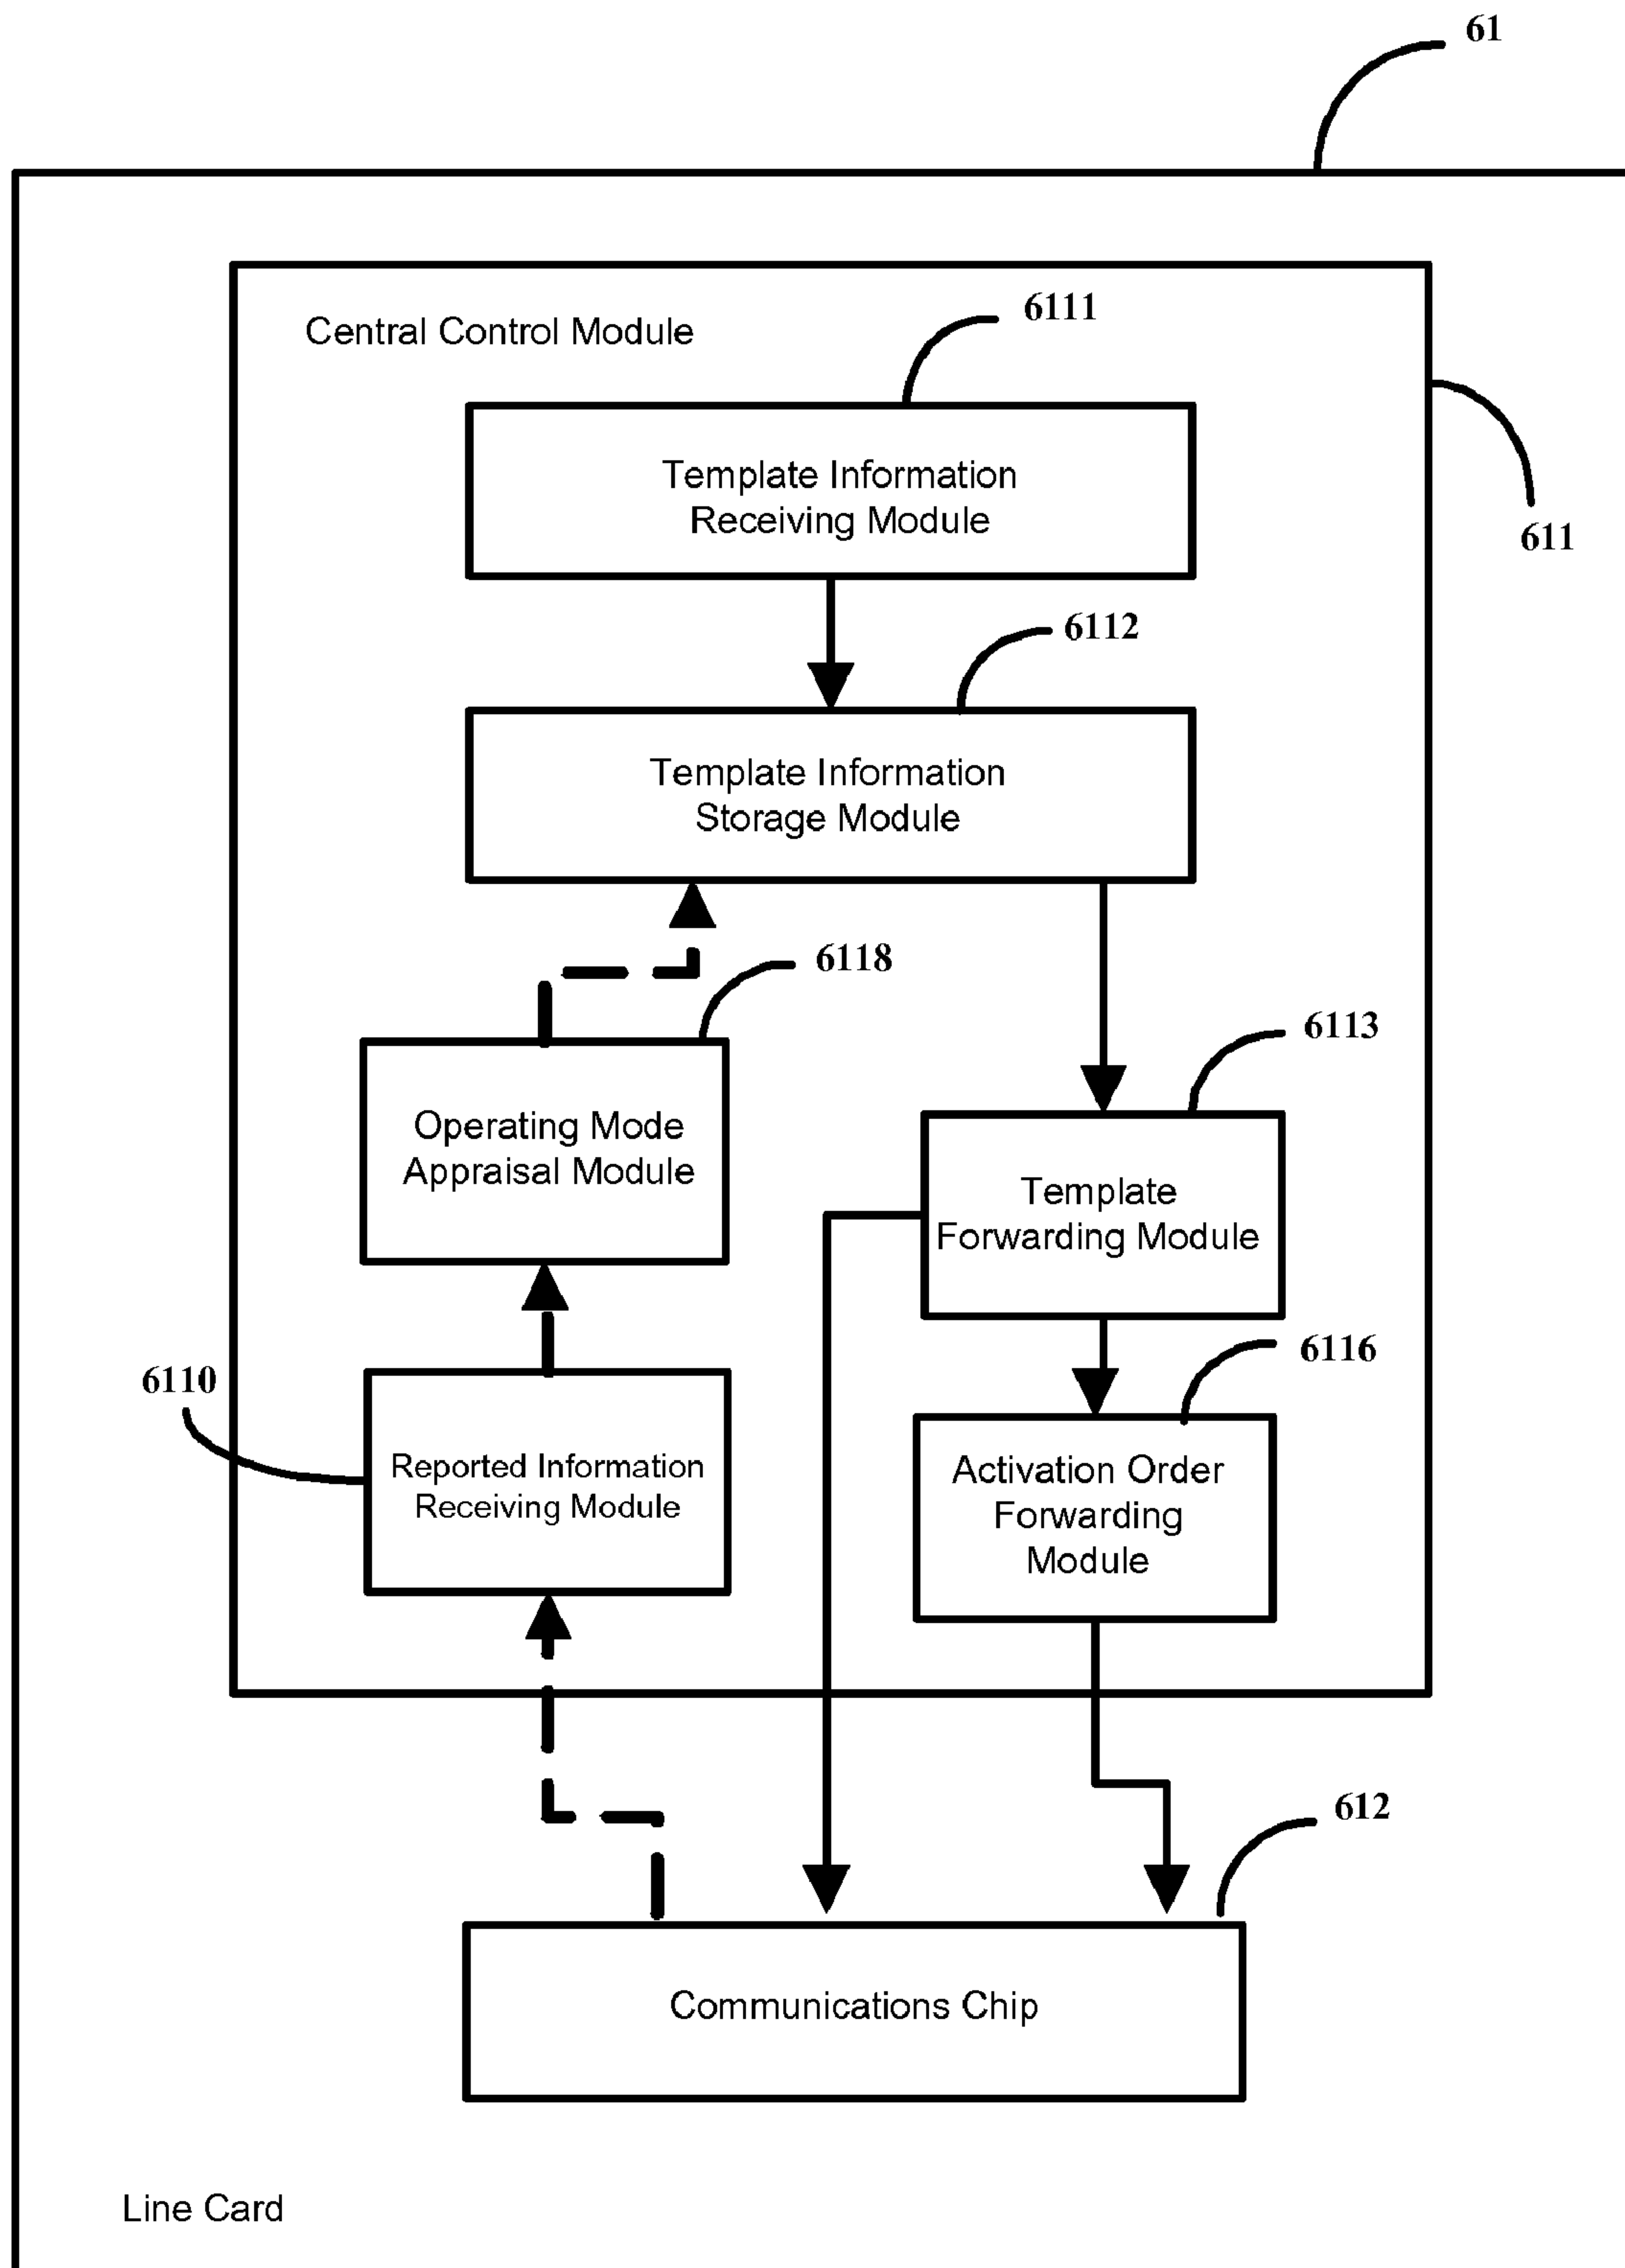 61
Central Control Module
6111
Template Information
Receiving Module
611
6112
Template Information
Storage Module
6118
6113
Operating Mode
Appraisal Module
Template
Forwarding Module
6116
6110
Reported Information
Receiving Module
Activation Order
Forwarding
Module
612
Communications Chip
Line Card